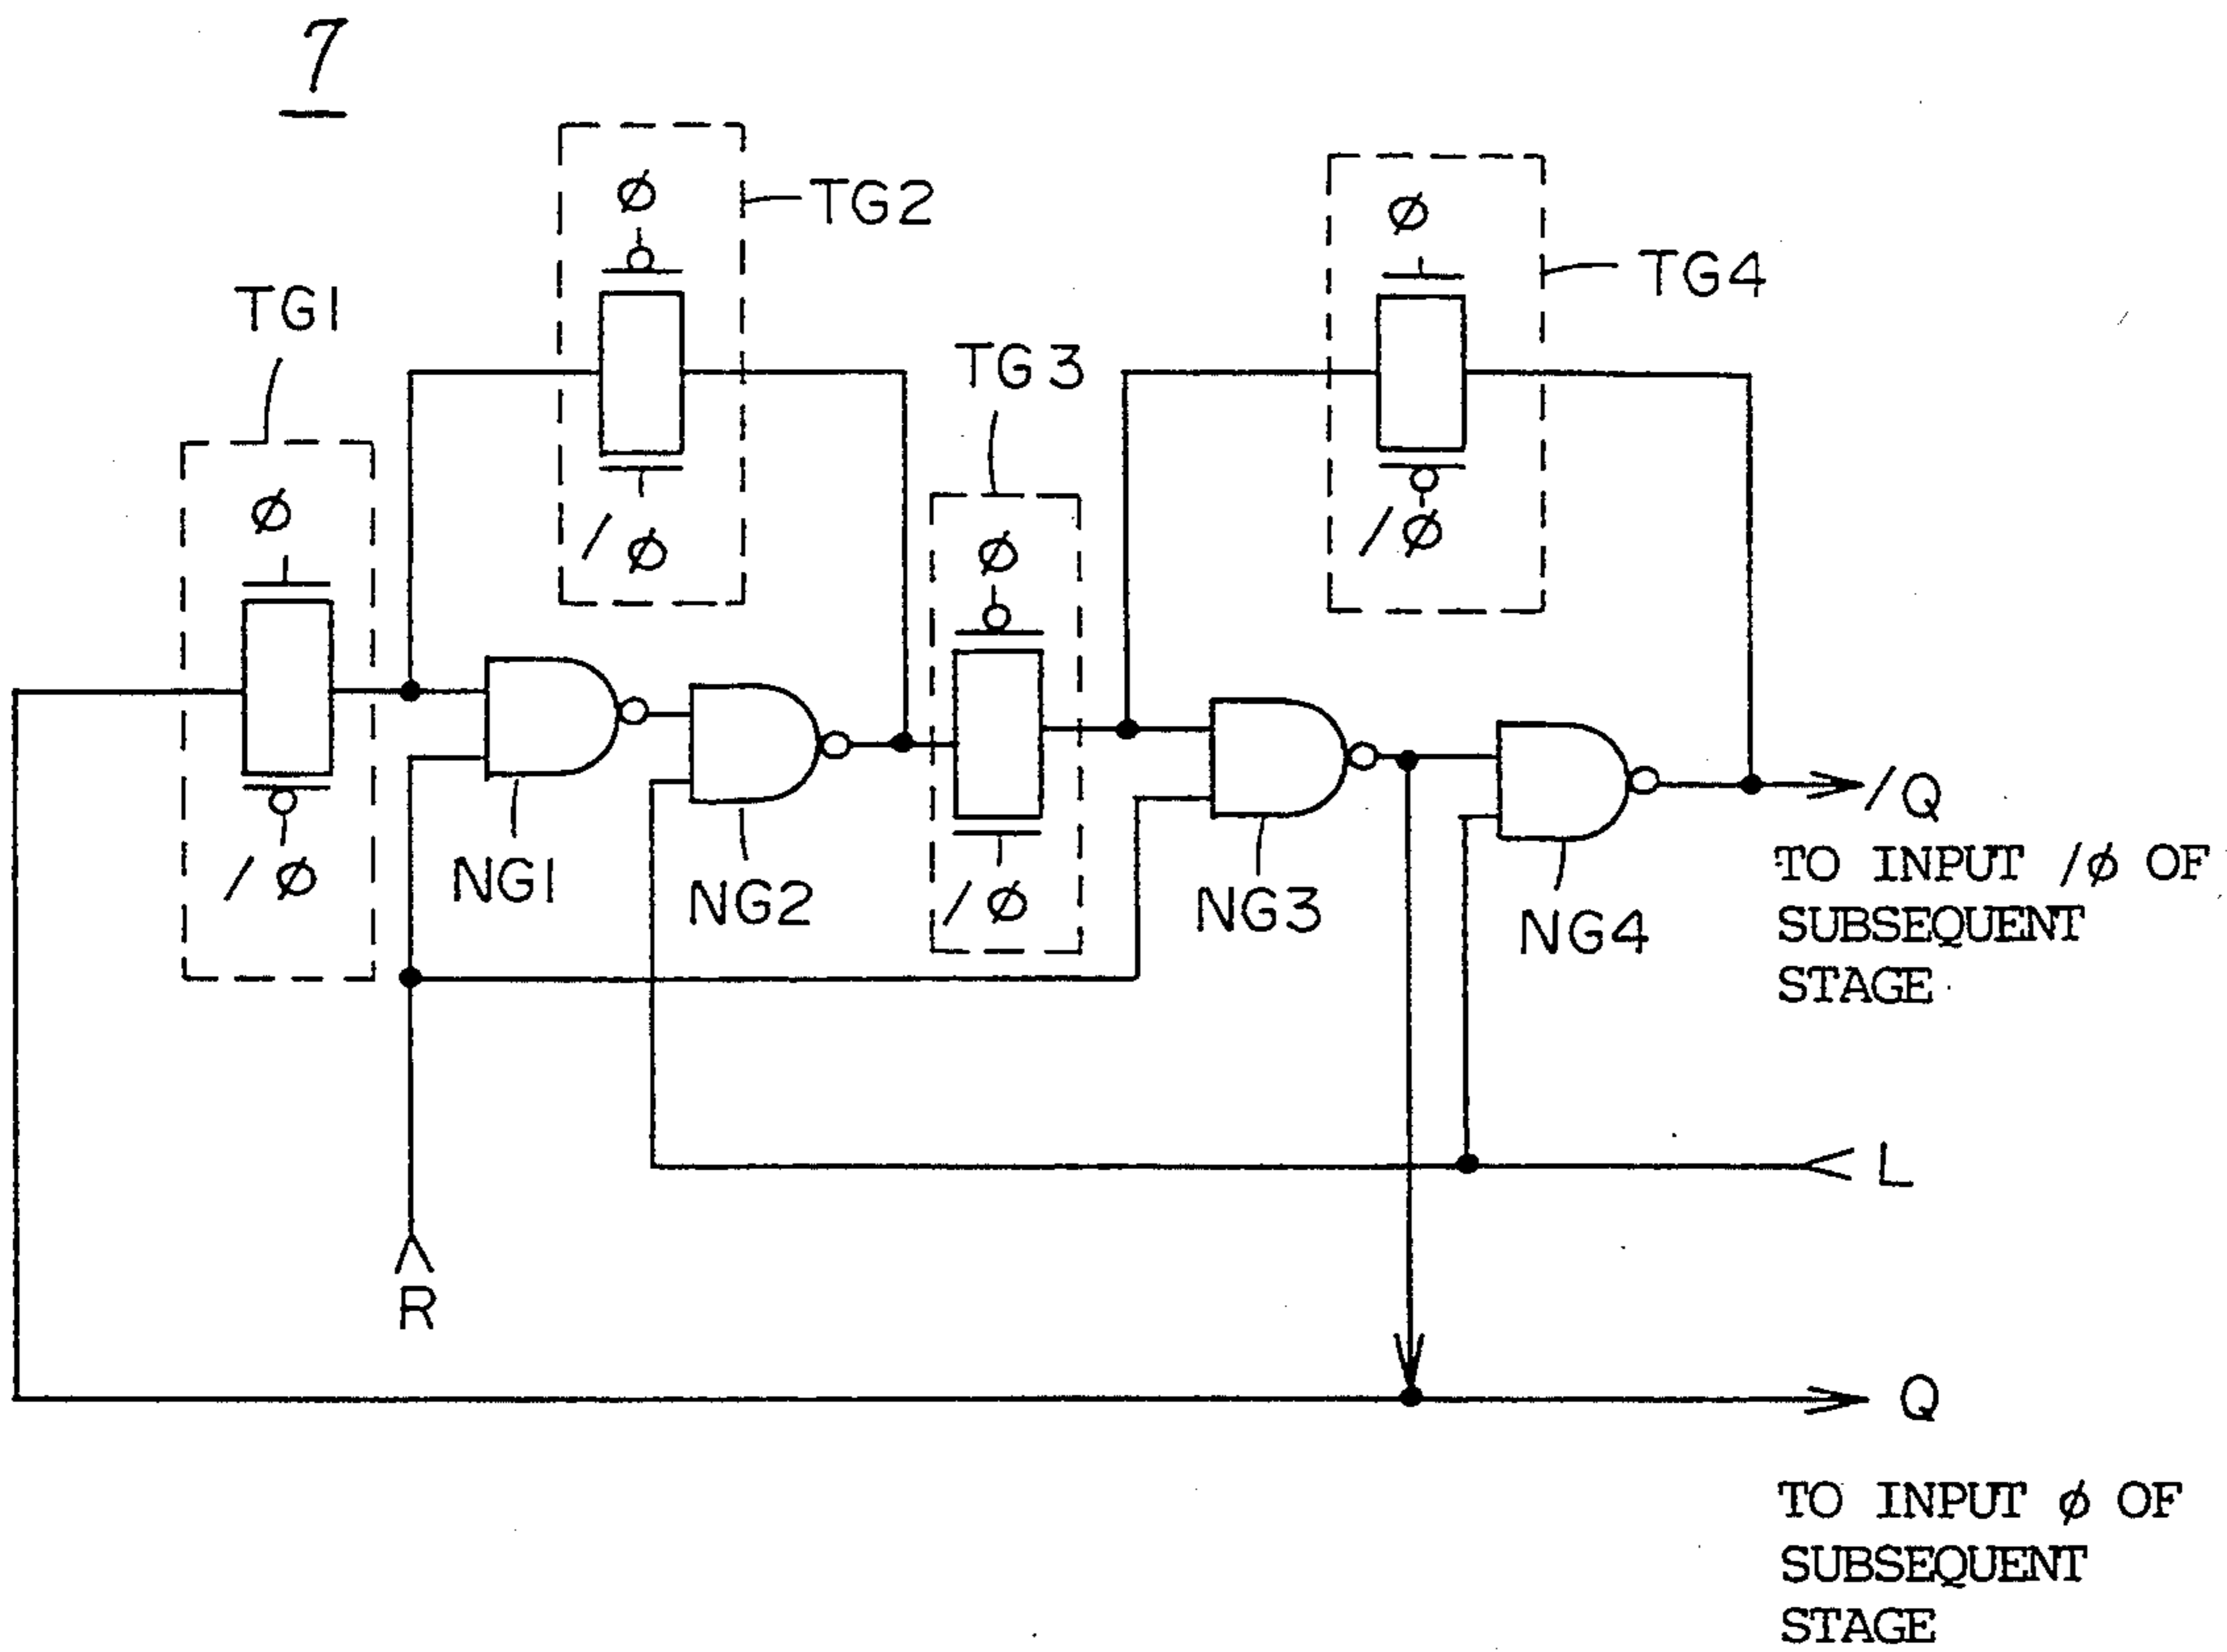 7
TG1
TG2
TG3
TG4
ø
/ø
ø
/ø
ø
/ø
ø
/ø
NG1
NG2
NG3
NG4
/Q
TO INPUT /ø OF
SUBSEQUENT
STAGE
L
R
Q
TO INPUT ø OF
SUBSEQUENT
STAGE